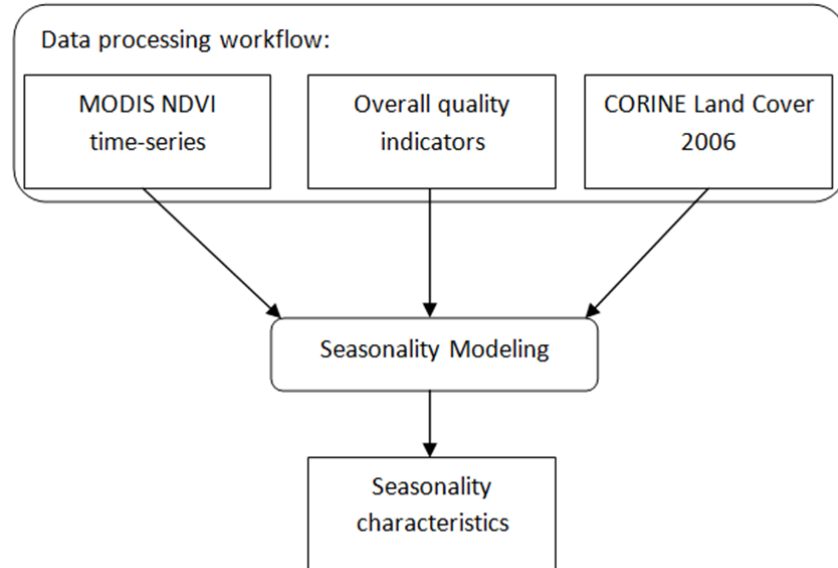 Data processing workflow:
MODIS NDVI
time-series
Overall quality
indicators
CORINE Land Cover
2006
Seasonality Modeling
Seasonality
characteristics